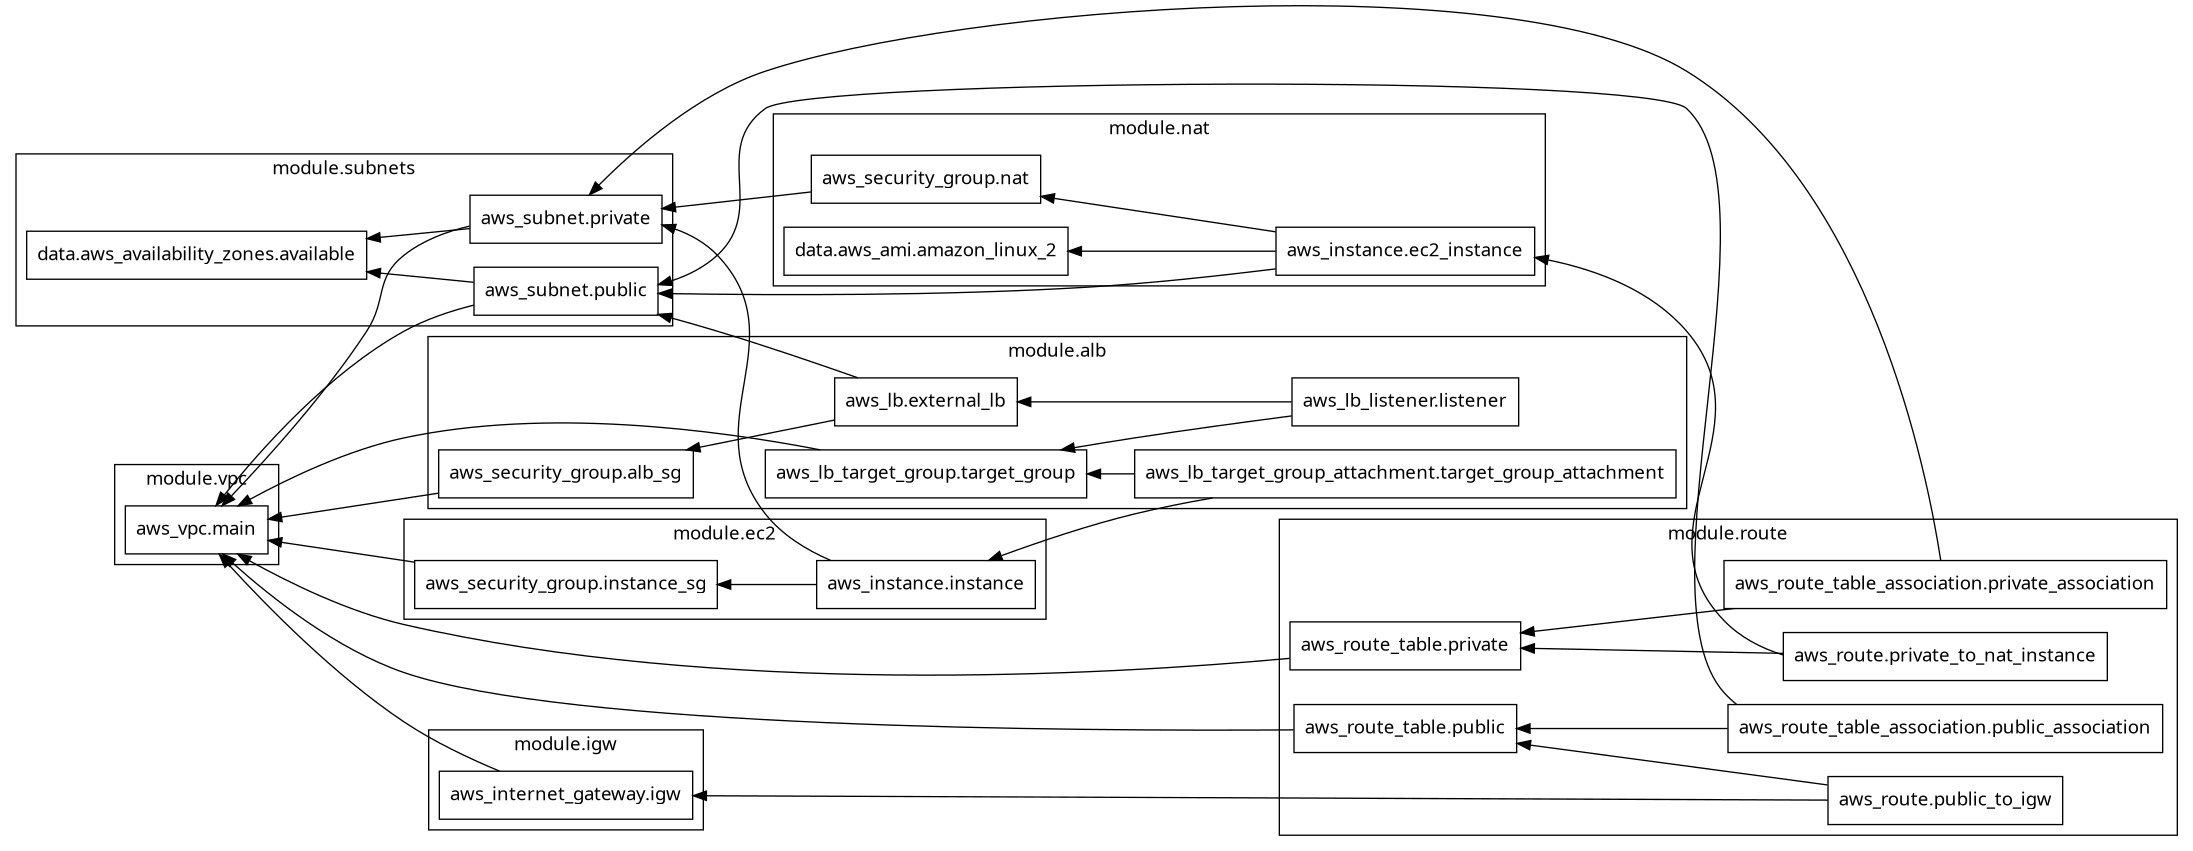 module.nat
module.subnets
aws_security_group.nat
aws_subnet.private
data.aws_availability_zones.available
data.aws_ami.amazon_linux_2
aws_instance.ec2_instance
aws_subnet.public
module.alb
aws_lb.external_lb
aws_lb_listener.listener
aws_security_group.alb_sg
aws_lb_target_group.target_group
aws_lb_target_group_attachment.target_group_attachment
module.vpc
aws_vpc.main
module.ec2
aws_security_group.instance_sg
aws_instance.instance
module.route
aws_route_table_association.private_association
aws_route_table.private
aws_route.private_to_nat_instance
aws_route_table.public
aws_route_table_association.public_association
module.igw
aws_internet_gateway.igw
aws_route.public_to_igw